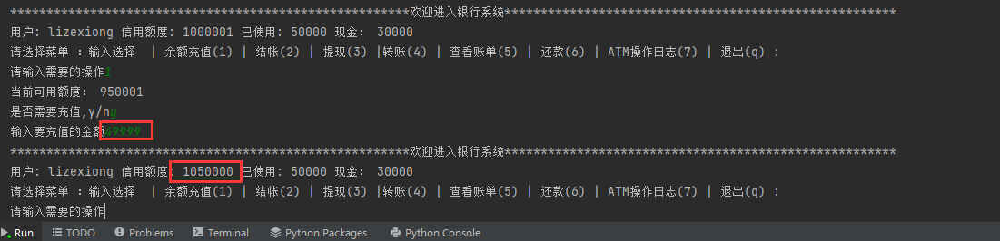 *******************************************************欢迎进入银行系统******************************************************
用户: lizexiong 信用额度: 1000001 已使用: 50000 现金: 30000
请选择菜单 : 输入选择  | 余额充值(1) | 结帐(2) | 提现(3) |转账(4) | 查看账单(5) | 还款(6) | ATM操作日志(7) | 退出(q) :
请输入需要的操作1
当前可用额度: 950001
是否需要充值,y/ny
输入要充值的金额49999
*******************************************************欢迎进入银行系统******************************************************
用户: lizexiong 信用额度: 1050000 已使用: 50000 现金: 30000
请选择菜单 : 输入选择  | 余额充值(1) | 结帐(2) | 提现(3) |转账(4) | 查看账单(5) | 还款(6) | ATM操作日志(7) | 退出(q) :
请输入需要的操作
Run TODO Problems Terminal Python Packages Python Console